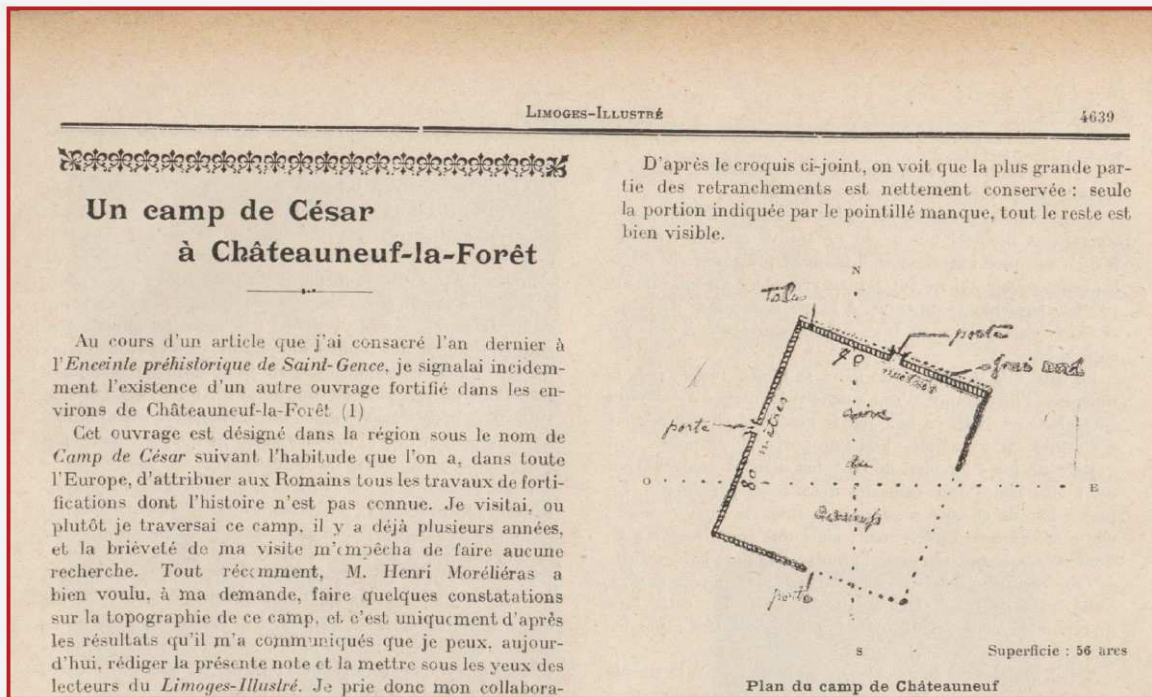 LIMOGES-ILLUSTRÉ
4639
Un camp de César
à Châteauneuf-la-Forêt
Au cours d'un article que j'ai consacré l'an dernier à
l'Enceinte préhistorique de Saint-Gence, je signalai incidem-
mment l'existence d'un autre ouvrage fortifié dans les en-
virons de Châteauneuf-la-Forêt (1)
Cet ouvrage est désigné dans la région sous le nom de
Camp de César suivant l'habitude que l'on a, dans toute
l'Europe, d'attribuer aux Romains tous les travaux de forti-
fications dont l'histoire n'est pas connue. Je visitai, ou
plutôt je traversai ce camp, il y a déjà plusieurs années,
et la brièveté de ma visite m'empêcha de faire aucune
recherche. Tout récemment, M. Henri Moréliéras a
bien voulu, à ma demande, faire quelques constatations
sur la topographie de ce camp, et c'est uniquement d'après
les résultats qu'il m'a communiqués que je peux, aujour-
d'hui, rédiger la présente note et la mettre sous les yeux des
lecteurs du Limoges-Illustré. Je prie donc mon collabora-
D'après le croquis ci-joint, on voit que la plus grande par-
tie des retranchements est nettement conservée : seule
la portion indiquée par le pointillé manque, tout le reste est
bien visible.
N
Talus
porte
70
mètres
porte
80 mètres
O
E
porte
S
Superficie : 56 ares
Plan du camp de Châteauneuf